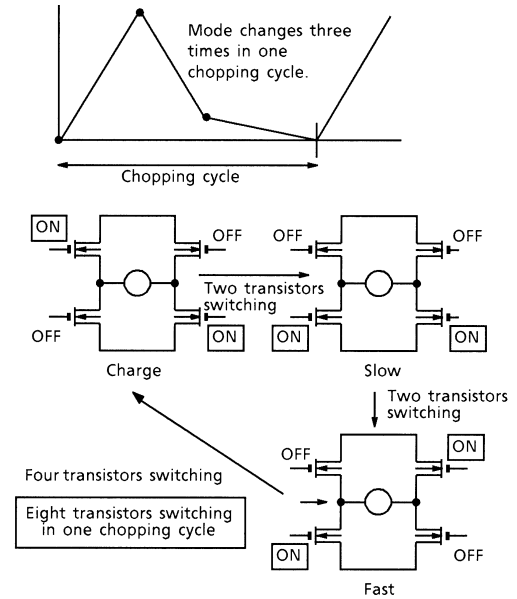 Mode changes three
times in one
chopping cycle.
Chopping cycle
ON
OFF
OFF
ON
Charge
Two transistors
switching
OFF
OFF
ON
ON
Slow
Two transistors
switching
OFF
ON
ON
OFF
Fast
Four transistors switching
Eight transistors switching
in one chopping cycle